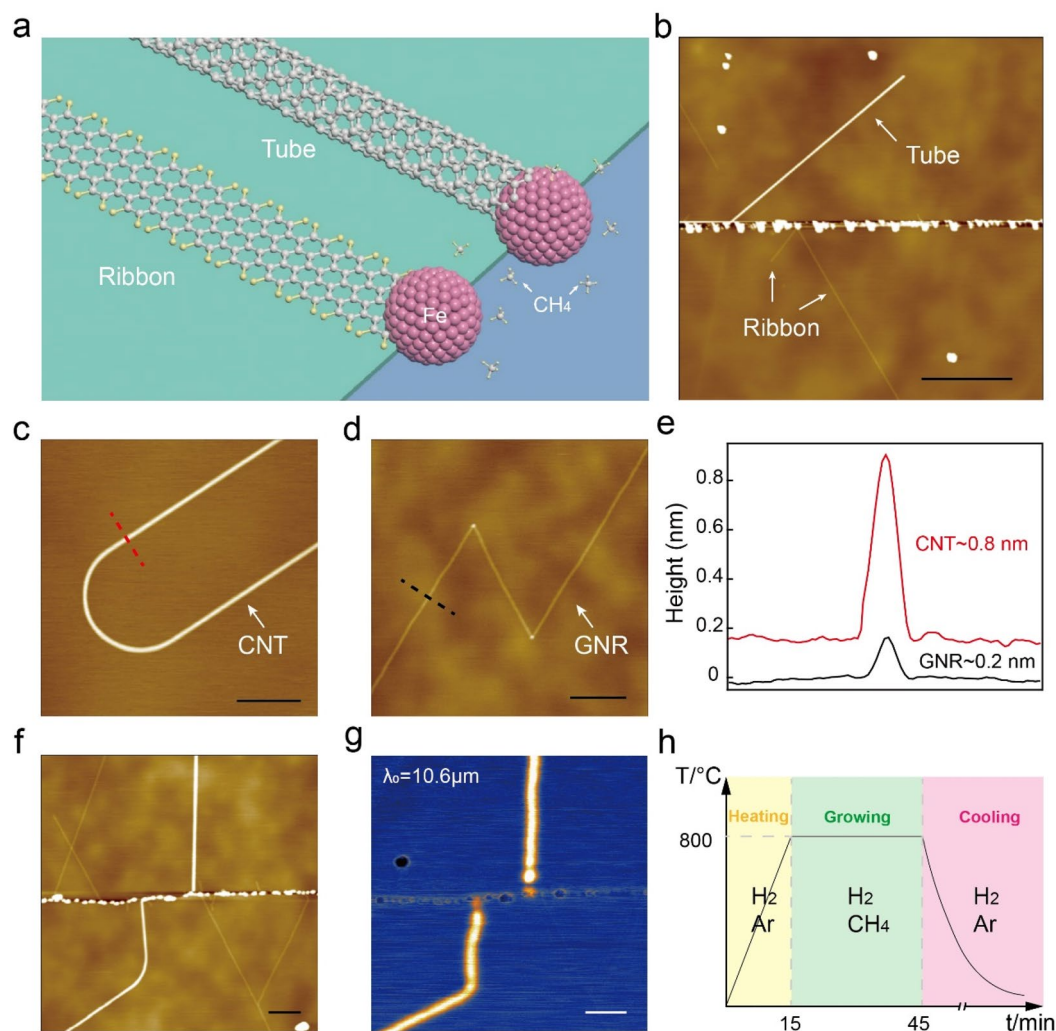 a
Tube
Ribbon
Fe
CH₄
b
Tube
Ribbon
c
CNT
d
GNR
e
Height (nm)
0.8
0.6
0.4
0.2
0
CNT~0.8 nm
GNR~0.2 nm
f
g
λ₀=10.6μm
h
T/°C
800
Heating
Growing
Cooling
H₂
Ar
H₂
CH₄
H₂
Ar
15
45
t/min